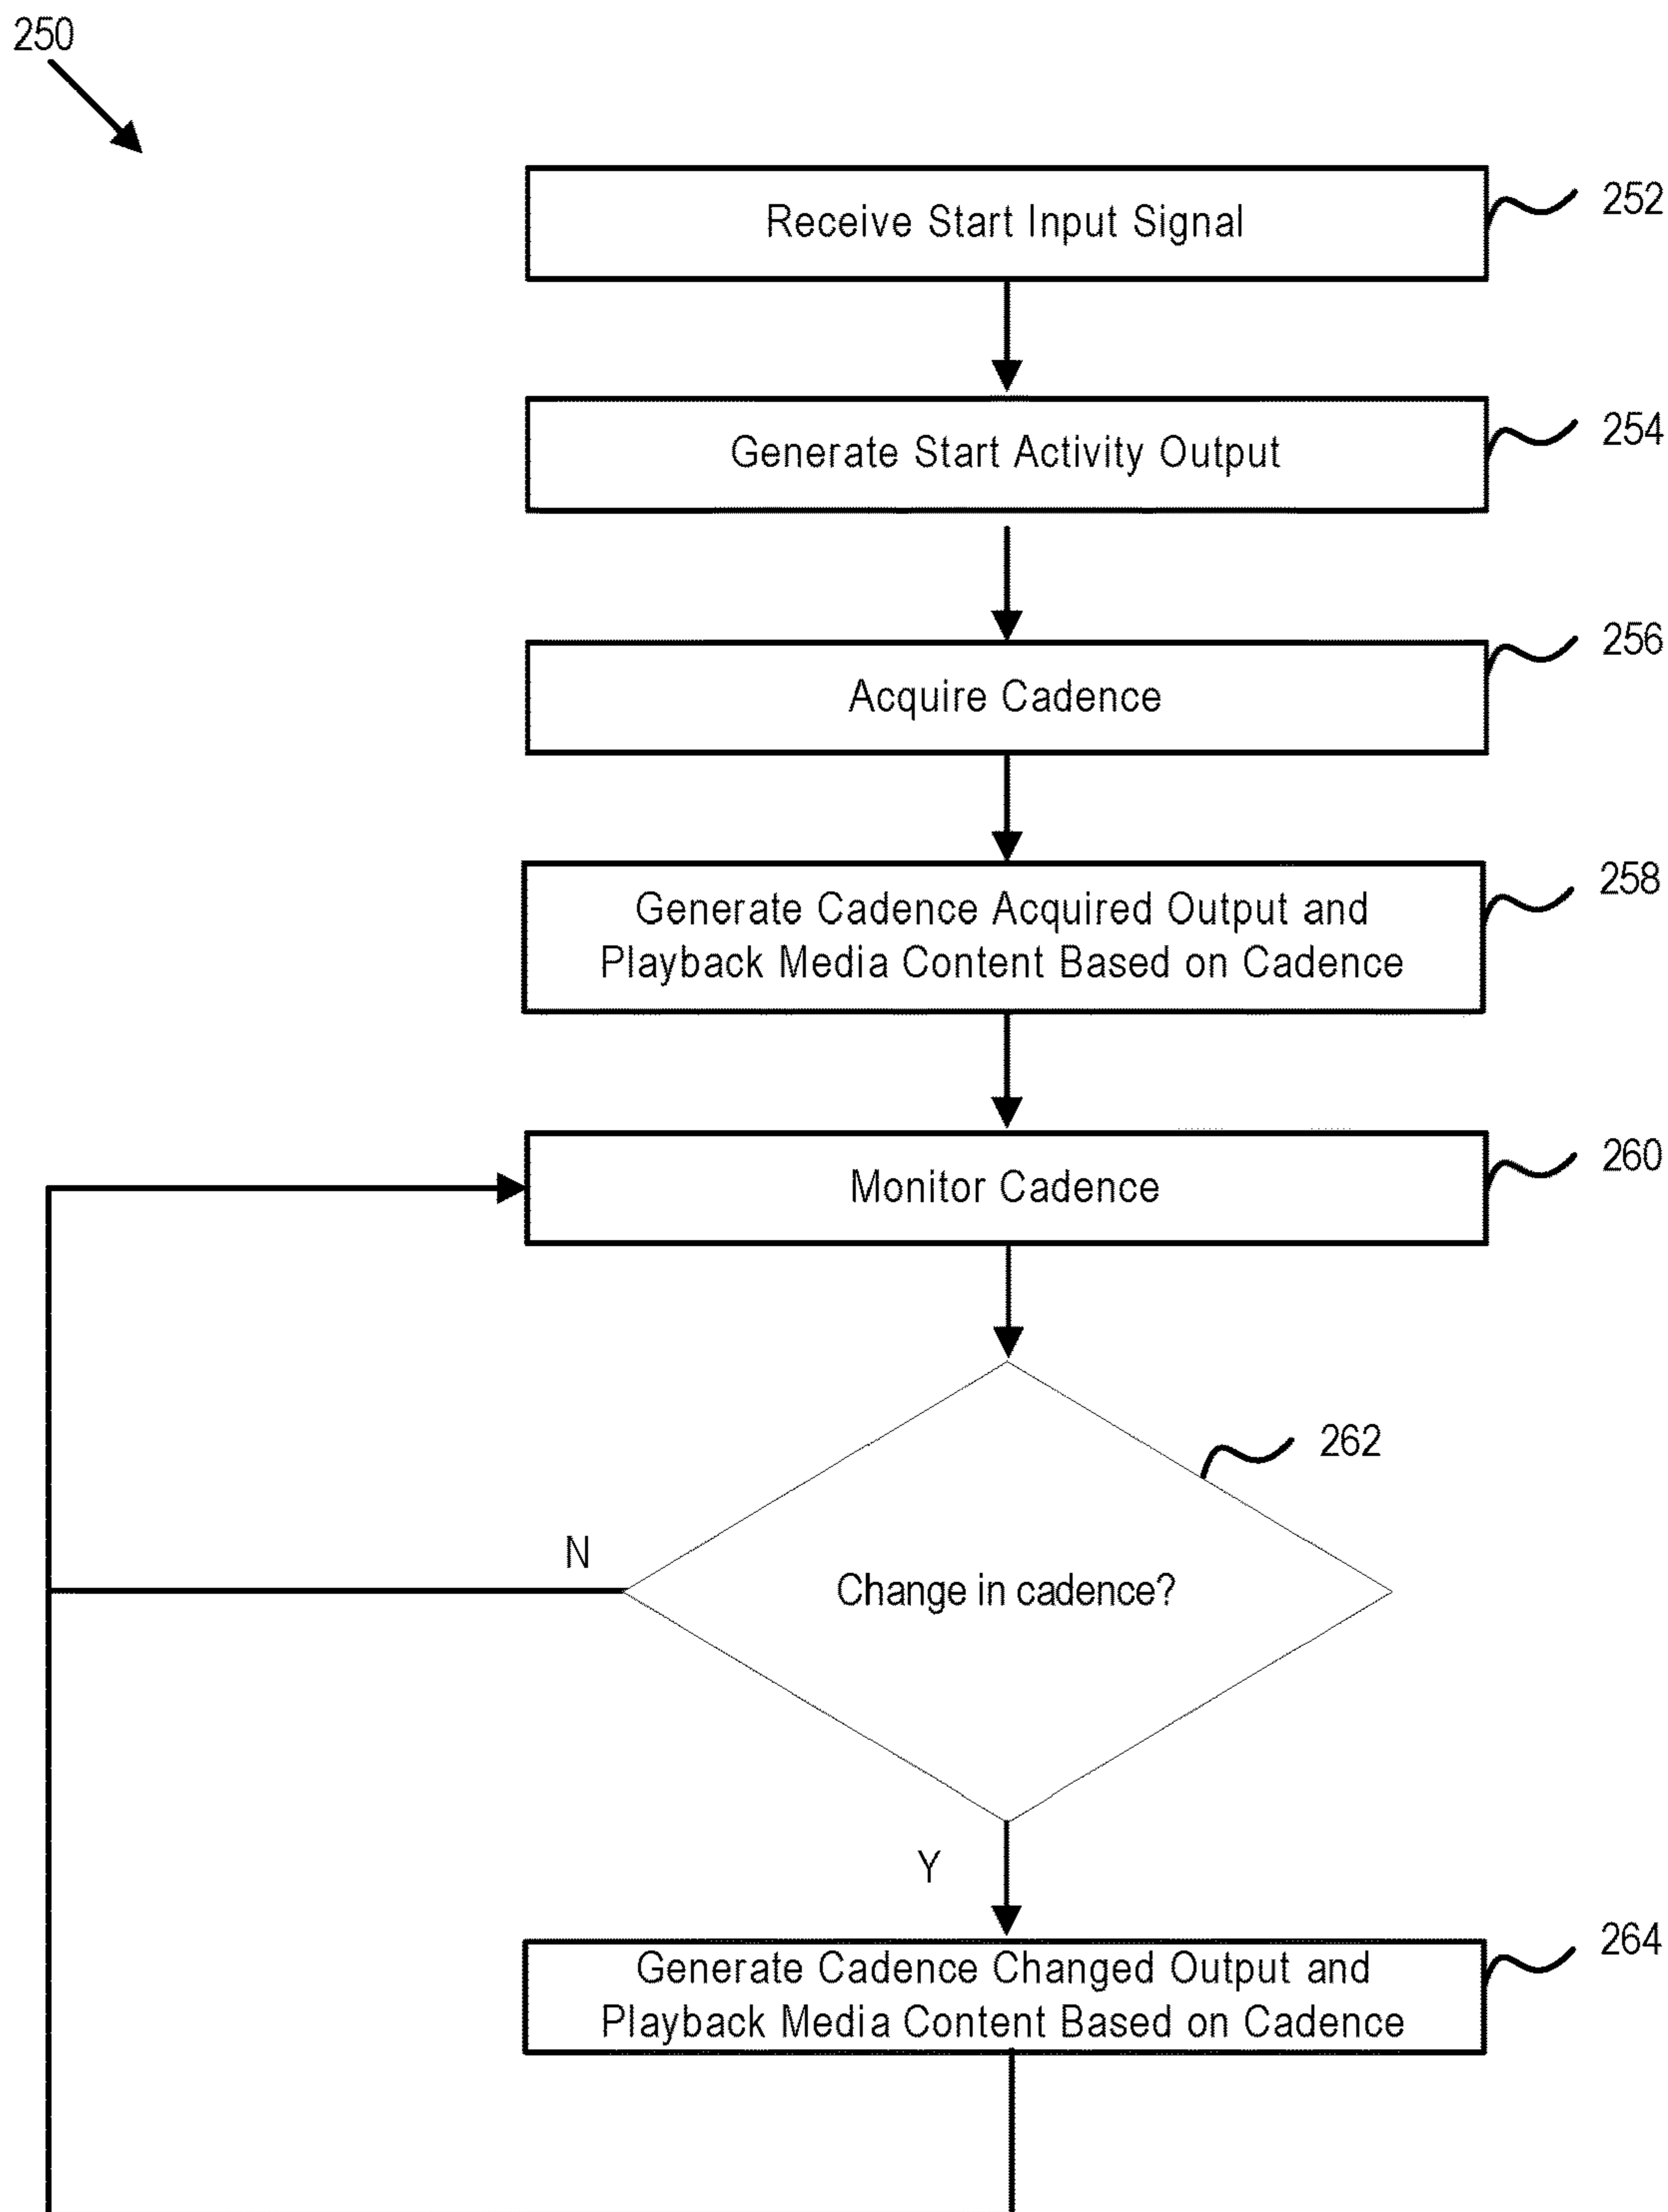 250
Receive Start Input Signal
252
Generate Start Activity Output
254
Acquire Cadence
256
Generate Cadence Acquired Output and
Playback Media Content Based on Cadence
258
Monitor Cadence
260
262
N
Change in cadence?
Y
Generate Cadence Changed Output and
Playback Media Content Based on Cadence
264